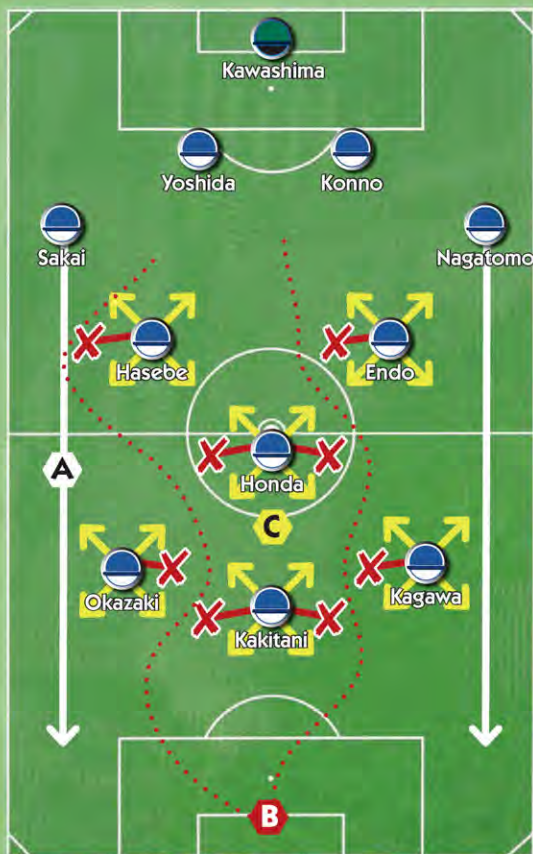 Kawashima
Yoshida
Konno
Sakai
Nagatomo
Hasebe
Endo
A
Honda
C
Okazaki
Kagawa
Kakitani
B